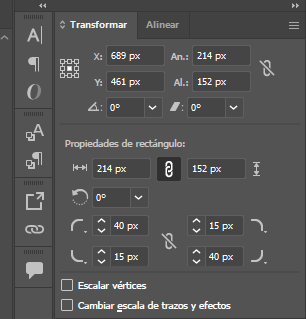 Transformar Alinear
X: 689 px An.: 214 px
Y: 461 px Al.: 152 px
0° 0°
Propiedades de rectángulo:
214 px 152 px
0°
40 px 15 px
15 px 40 px
Escalar vértices
Cambiar escala de trazos y efectos